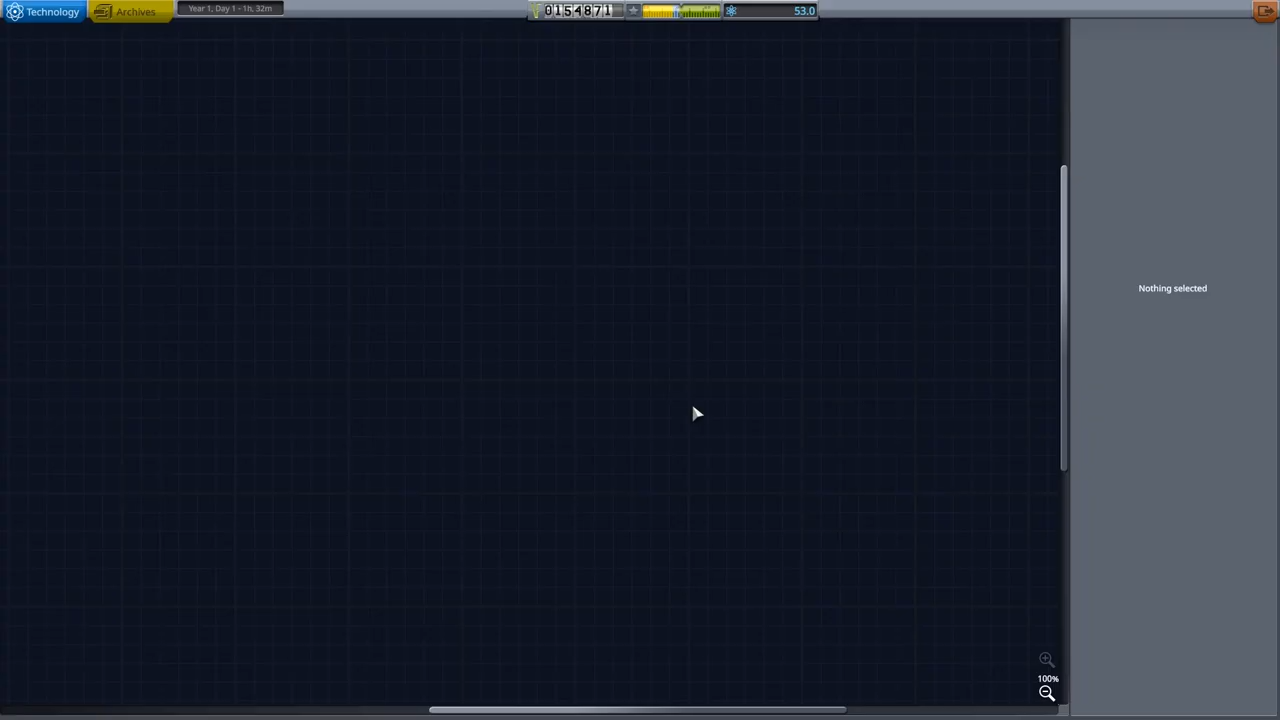 Technology
Archives
Year 1, Day 1 - 1h, 32m
0154871
53.0
Nothing selected
100%